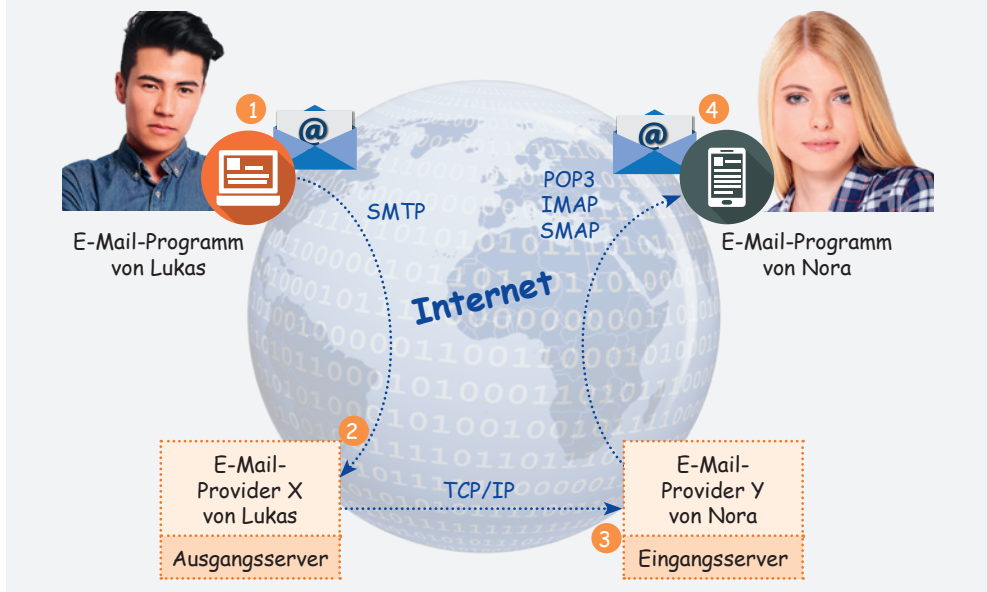 1
@
4
@
SMTP
POP3
IMAP
SMAP
E-Mail-Programm
von Lukas
E-Mail-Programm
von Nora
Internet
2
E-Mail-
Provider X
von Lukas
Ausgangsserver
TCP/IP
3
E-Mail-
Provider Y
von Nora
Eingangsserver